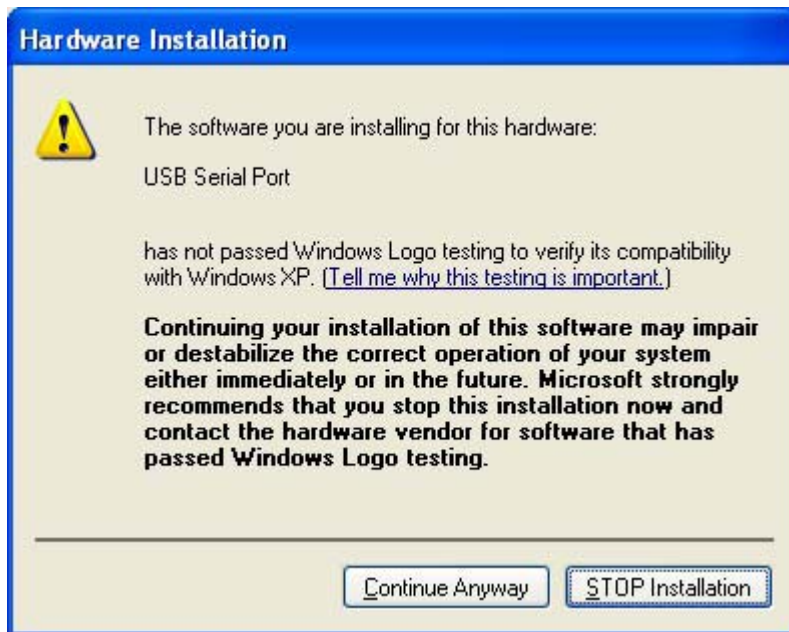 Hardware Installation
The software you are installing for this hardware:
USB Serial Port
has not passed Windows Logo testing to verify its compatibility
with Windows XP. (Tell me why this testing is important.)
Continuing your installation of this software may impair
or destabilize the correct operation of your system
either immediately or in the future. Microsoft strongly
recommends that you stop this installation now and
contact the hardware vendor for software that has
passed Windows Logo testing.
Continue Anyway STOP Installation